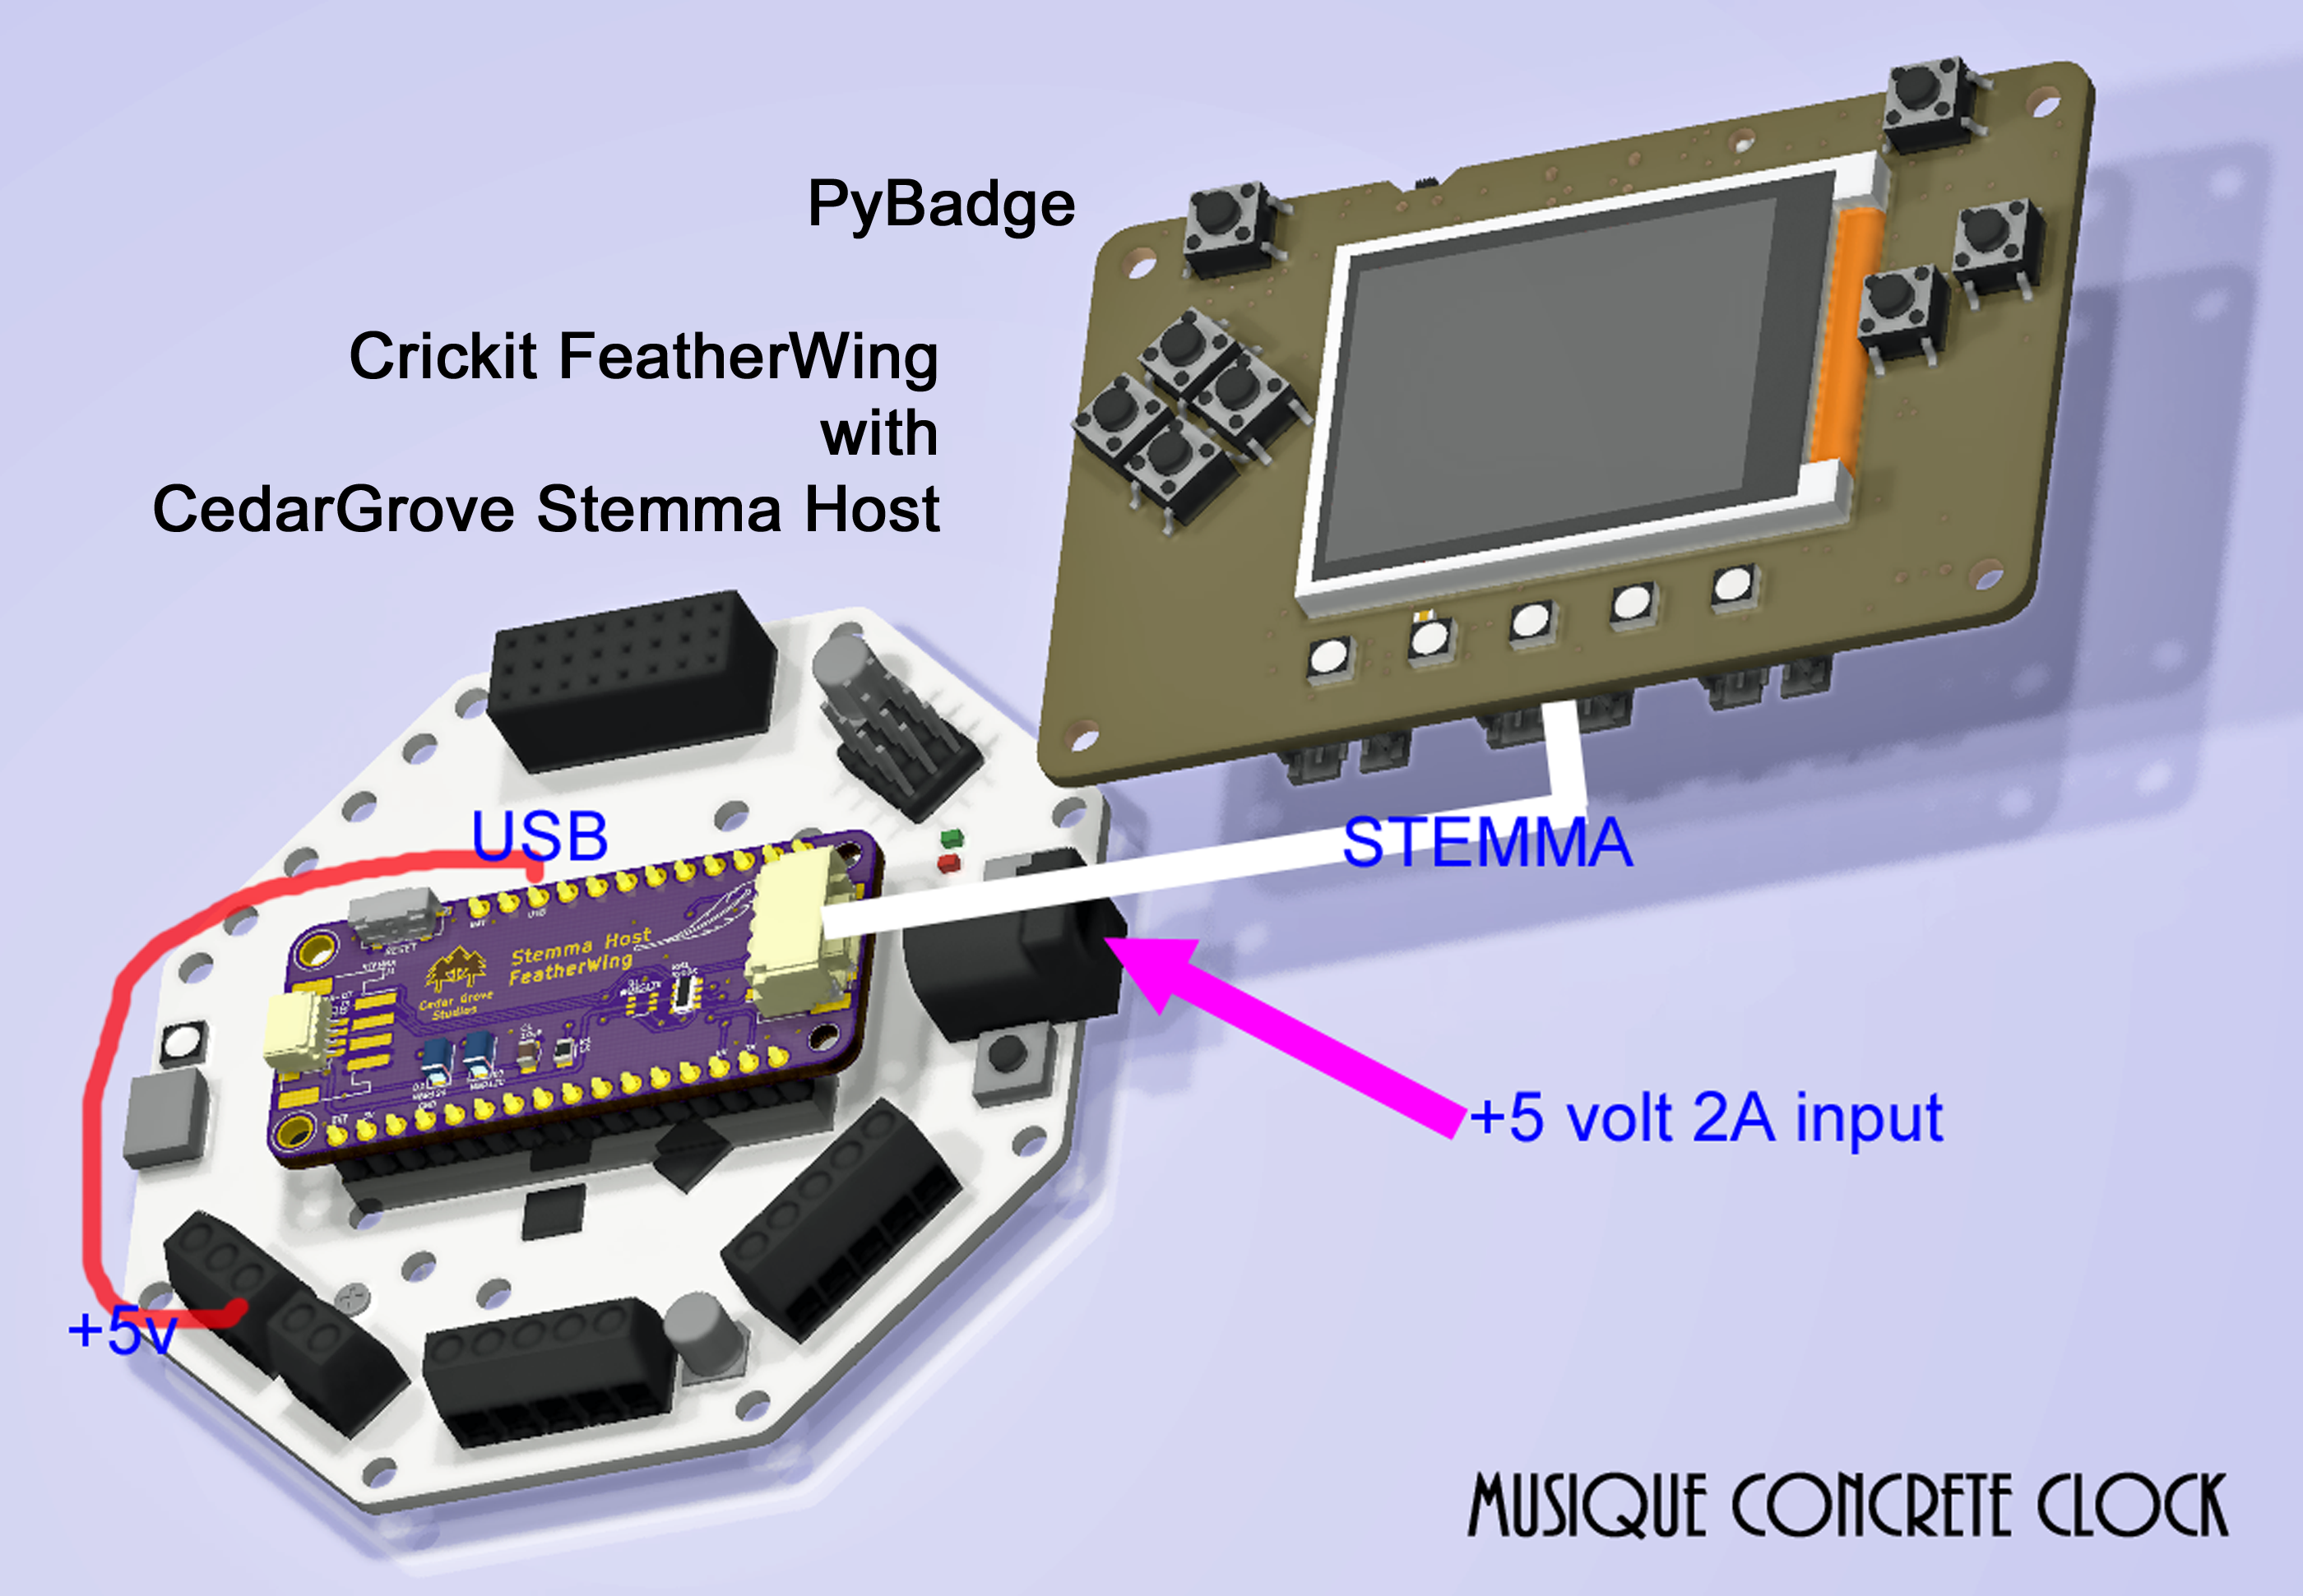 PyBadge
Crickit FeatherWing
with
CedarGrove Stemma Host
USB
STEMMA
RESET
Stemma Host
FeatherWing
Cedar Grove
Studios
+5 volt 2A input
+5v
MUSIQUE CONCRETE CLOCK